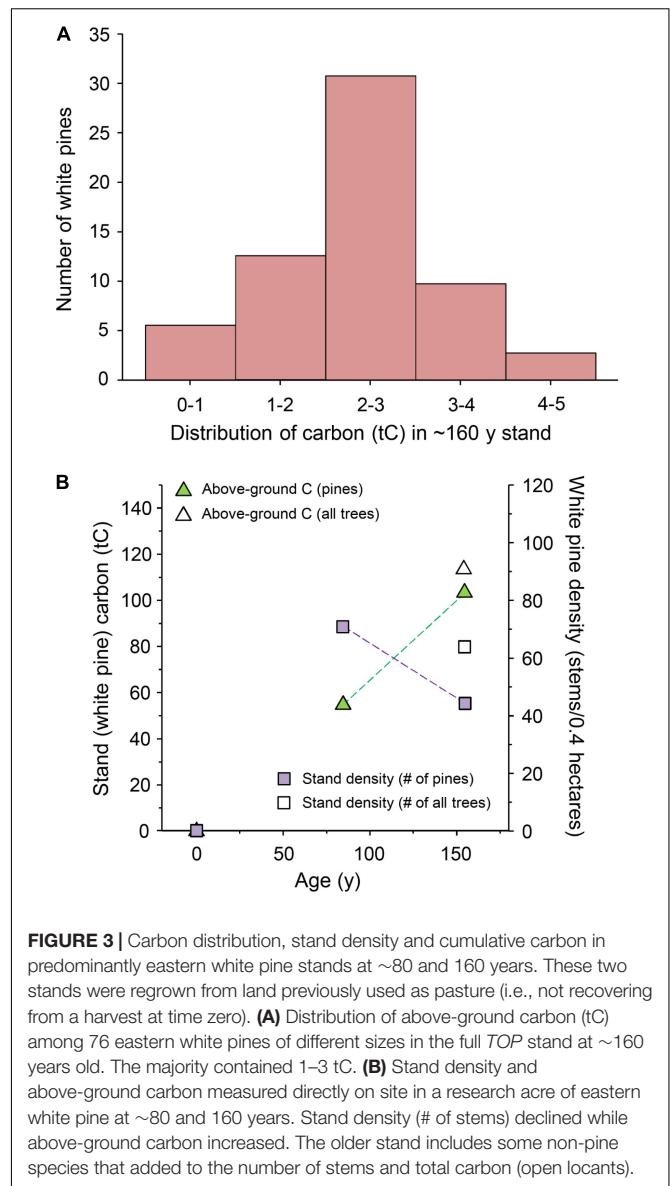 A
35
30
25
20
15
10
5
0
Number of white pines
0-1 1-2 2-3 3-4 4-5
Distribution of carbon (tC) in ~160 y stand
B
Above-ground C (pines)
Above-ground C (all trees)
140
120
100
80
60
40
20
0
Stand (white pine) carbon (tC)
120
100
80
60
40
20
0
White pine density (stems/0.4 hectares)
Stand density (# of pines)
Stand density (# of all trees)
0 50 100 150
Age (y)
FIGURE 3 | Carbon distribution, stand density and cumulative carbon in
predominantly eastern white pine stands at ~80 and 160 years. These two
stands were regrown from land previously used as pasture (i.e., not recovering
from a harvest at time zero). (A) Distribution of above-ground carbon (tC)
among 76 eastern white pines of different sizes in the full TOP stand at ~160
years old. The majority contained 1–3 tC. (B) Stand density and
above-ground carbon measured directly on site in a research acre of eastern
white pine at ~80 and 160 years. Stand density (# of stems) declined while
above-ground carbon increased. The older stand includes some non-pine
species that added to the number of stems and total carbon (open locants).